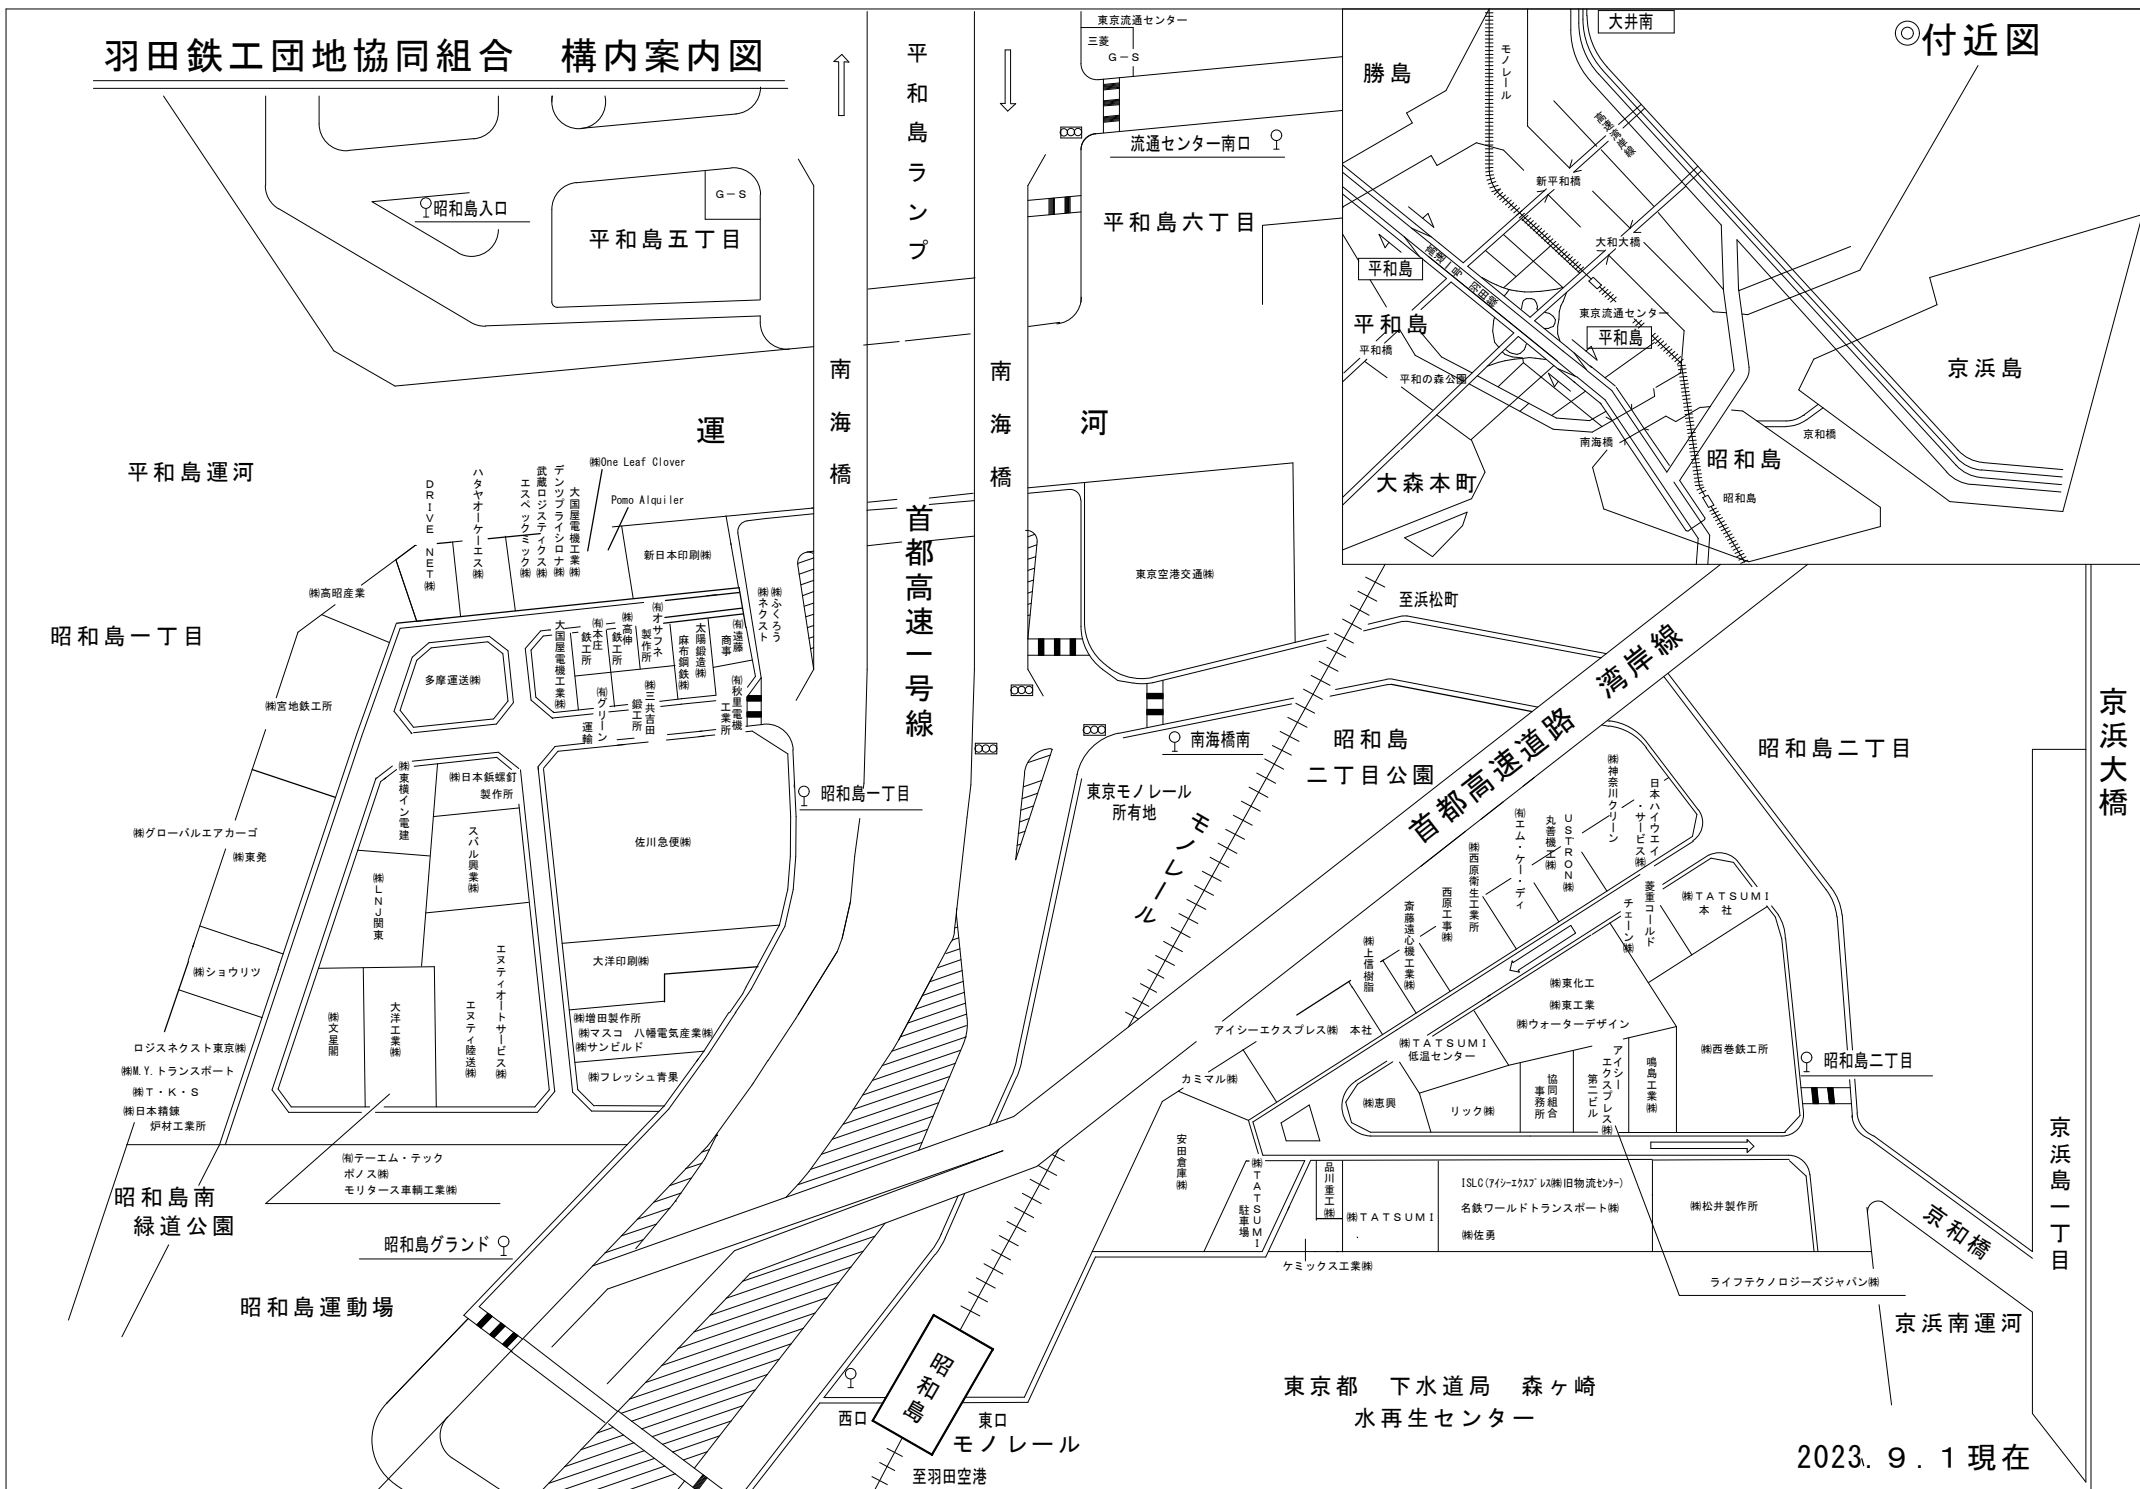 羽田鉄工団地協同組合　構内案内図
平和島ランプ
東京流通センター
三菱
G−S
流通センター南口
昭和島入口
G−S
平和島五丁目
平和島六丁目
南海橋
南海橋
運
河
平和島運河
首都高速一号線
◎付近図
大井南
モノレール
勝島
高速湾岸線
新平和橋
大和大橋
平和島
羽田線
東京流通センター
平和島
平和島
平和橋
平和の森公園
京浜島
南海橋
京和橋
昭和島
大森本町
昭和島
㈱One Leaf Clover
Pomo Alquiler
DRIVE NET㈱
ハタヤオーケーエス㈱
エスペックミック㈱
武蔵ロジスティクス㈱
デンツプライシロナ㈱
大国屋電機工業㈱
新日本印刷㈱
㈱高昭産業
昭和島一丁目
㈱ふくろう
㈱ネクスト
大国屋電機工業㈱
㈲本庄
鉄工所
㈱高伸
鉄工所
㈲オサフネ
製作所
太陽鍛造㈱
麻布鋼鉄㈱
㈲遠藤
商事
多摩運送㈱
㈲グリーン
運輸
㈱三共吉田
鍛工所
㈲秋里電機
工業所
㈱宮地鉄工所
東京空港交通㈱
至浜松町
首都高速道路　湾岸線
㈱東横イン電建
㈱日本鋲螺釘
製作所
昭和島一丁目
南海橋南
昭和島
二丁目公園
昭和島二丁目
京浜大橋
東京モノレール
所有地
モノレール
㈱グローバルエアカーゴ
㈱東発
スバル興業㈱
佐川急便㈱
㈱LNJ関東
㈱ショウリツ
大洋印刷㈱
㈱文星閣
大洋工業㈱
エヌティオートサービス㈱
エヌティ陸送㈱
㈱増田製作所
㈱マスコ　八幡電気産業㈱
㈱サンビルド
㈱フレッシュ青果
ロジスネクスト東京㈱
㈱M.Y.トランスポート
㈱T・K・S
㈱日本精錬
炉材工業所
㈲テーエム・テック
ボノス㈱
モリタース車輌工業㈱
昭和島南
緑道公園
昭和島グランド
昭和島運動場
㈱神奈川クリーン
日本ハイウエイ
・サービス㈱
USTRON㈱
丸善機工㈱
㈲エム・ケー・ディ
㈱西原衛生工業所
西原工事㈱
斎藤遠心機工業㈱
㈱上信樹脂
アイシーエクスプレス㈱　本社
カミマル㈱
菱重コールド
チェーン㈱
㈱TATSUMI
本　社
㈱東化工
㈱東工業
㈱ウォーターデザイン
㈱TATSUMI
低温センター
㈱西巻鉄工所
昭和島二丁目
㈱恵興
リック㈱
協同組合
事務所
アイシー
エクスプレス㈱
第二ビル
鳴島工業㈱
安田倉庫㈱
㈱TATSUMI
駐車場
品川重工㈱
㈱TATSUMI
ISLC(ｱｲｼｰｴｸｽﾌﾟﾚｽ㈱旧物流ｾﾝﾀｰ)
名鉄ワールドトランスポート㈱
㈱佐勇
㈱松井製作所
ケミックス工業㈱
ライフテクノロジーズジャパン㈱
京和橋
京浜島一丁目
京浜南運河
昭和島
西口
東口
モノレール
至羽田空港
東京都　下水道局　森ヶ崎
水再生センター
2023.9.1現在